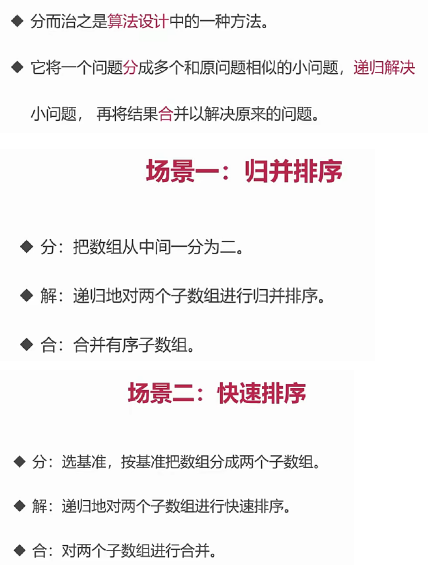 ◆ 分而治之是算法设计中的一种方法。
◆ 它将一个问题分成多个和原问题相似的小问题，递归解决
小问题， 再将结果合并以解决原来的问题。
场景一：归并排序
◆ 分：把数组从中间一分为二。
◆ 解：递归地对两个子数组进行归并排序。
◆ 合：合并有序子数组。
场景二：快速排序
◆ 分：选基准，按基准把数组分成两个子数组。
◆ 解：递归地对两个子数组进行快速排序。
◆ 合：对两个子数组进行合并。